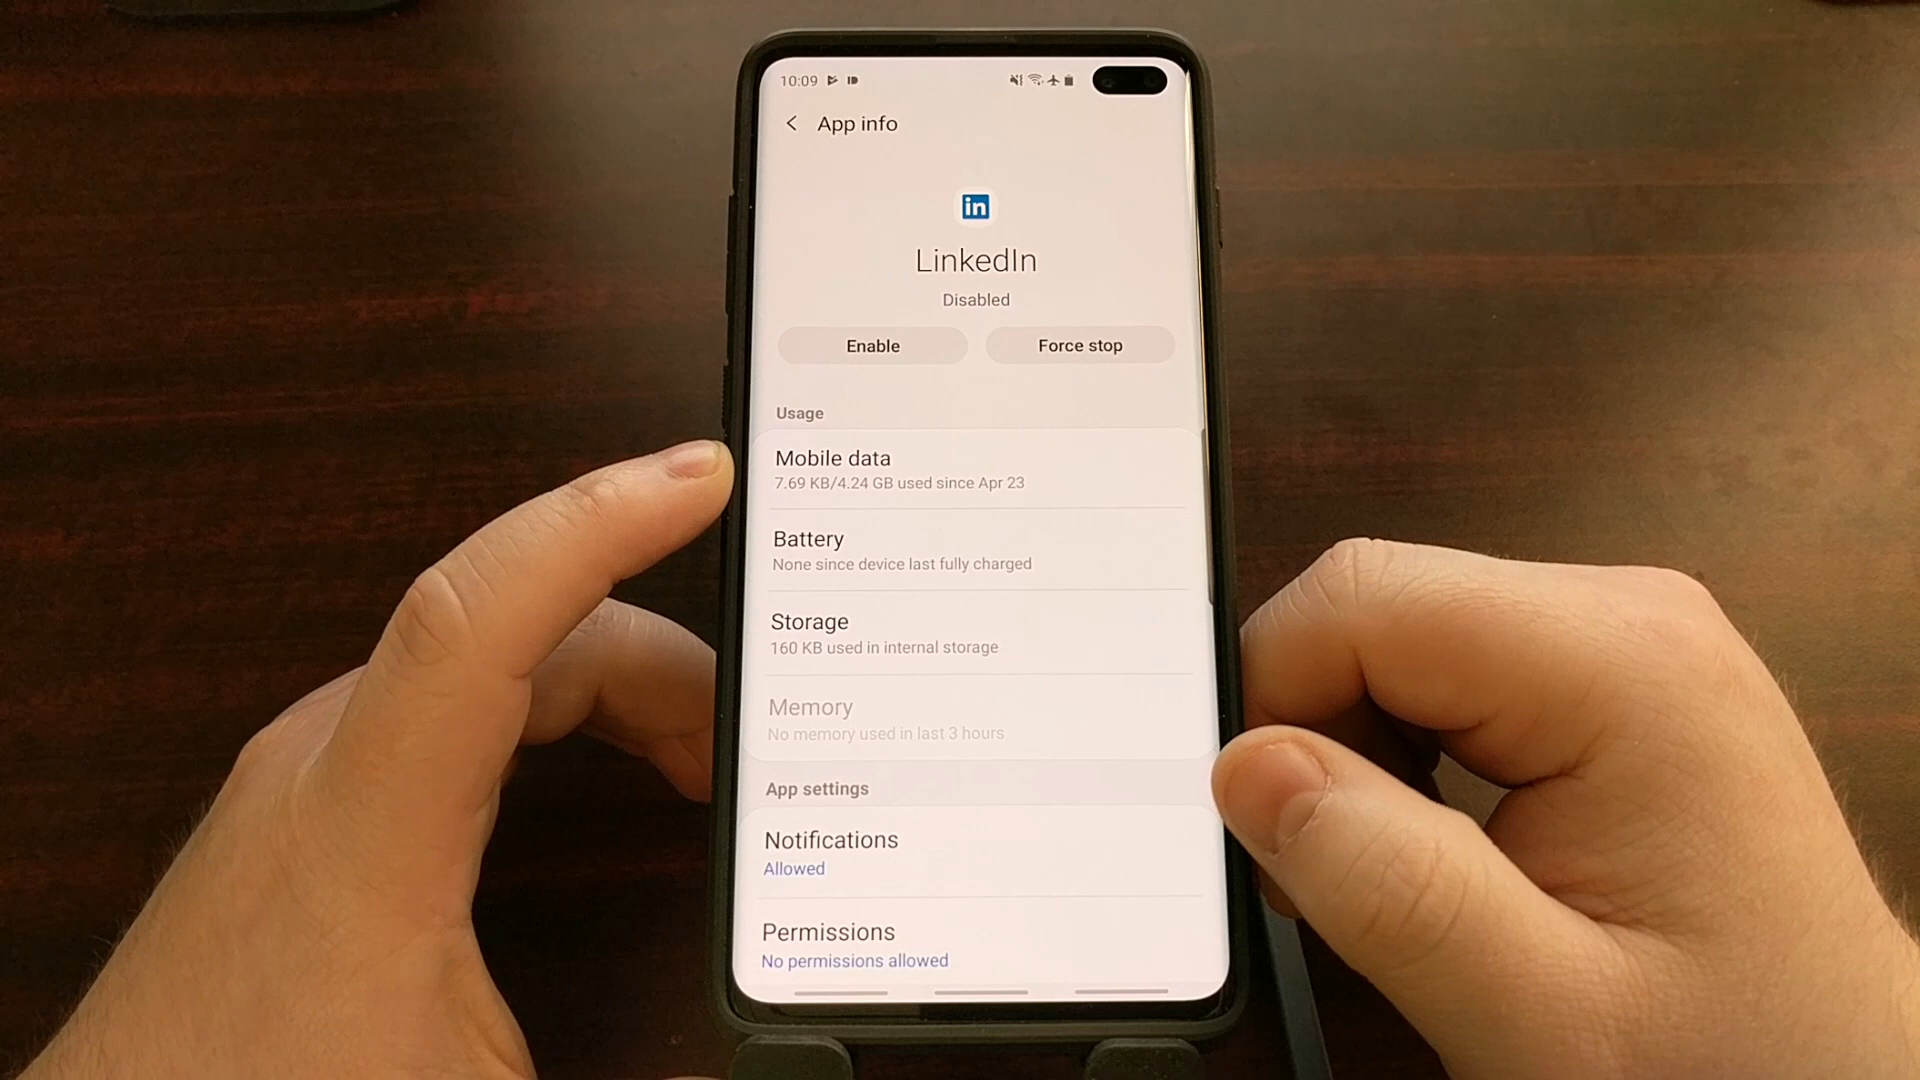 10:09
App info
in
LinkedIn
Disabled
Enable
Force stop
Usage
Mobile data
7.69 KB/4.24 GB used since Apr 23
Battery
None since device last fully charged
Storage
160 KB used in internal storage
Memory
No memory used in last 3 hours
App settings
Notifications
Allowed
Permissions
No permissions allowed